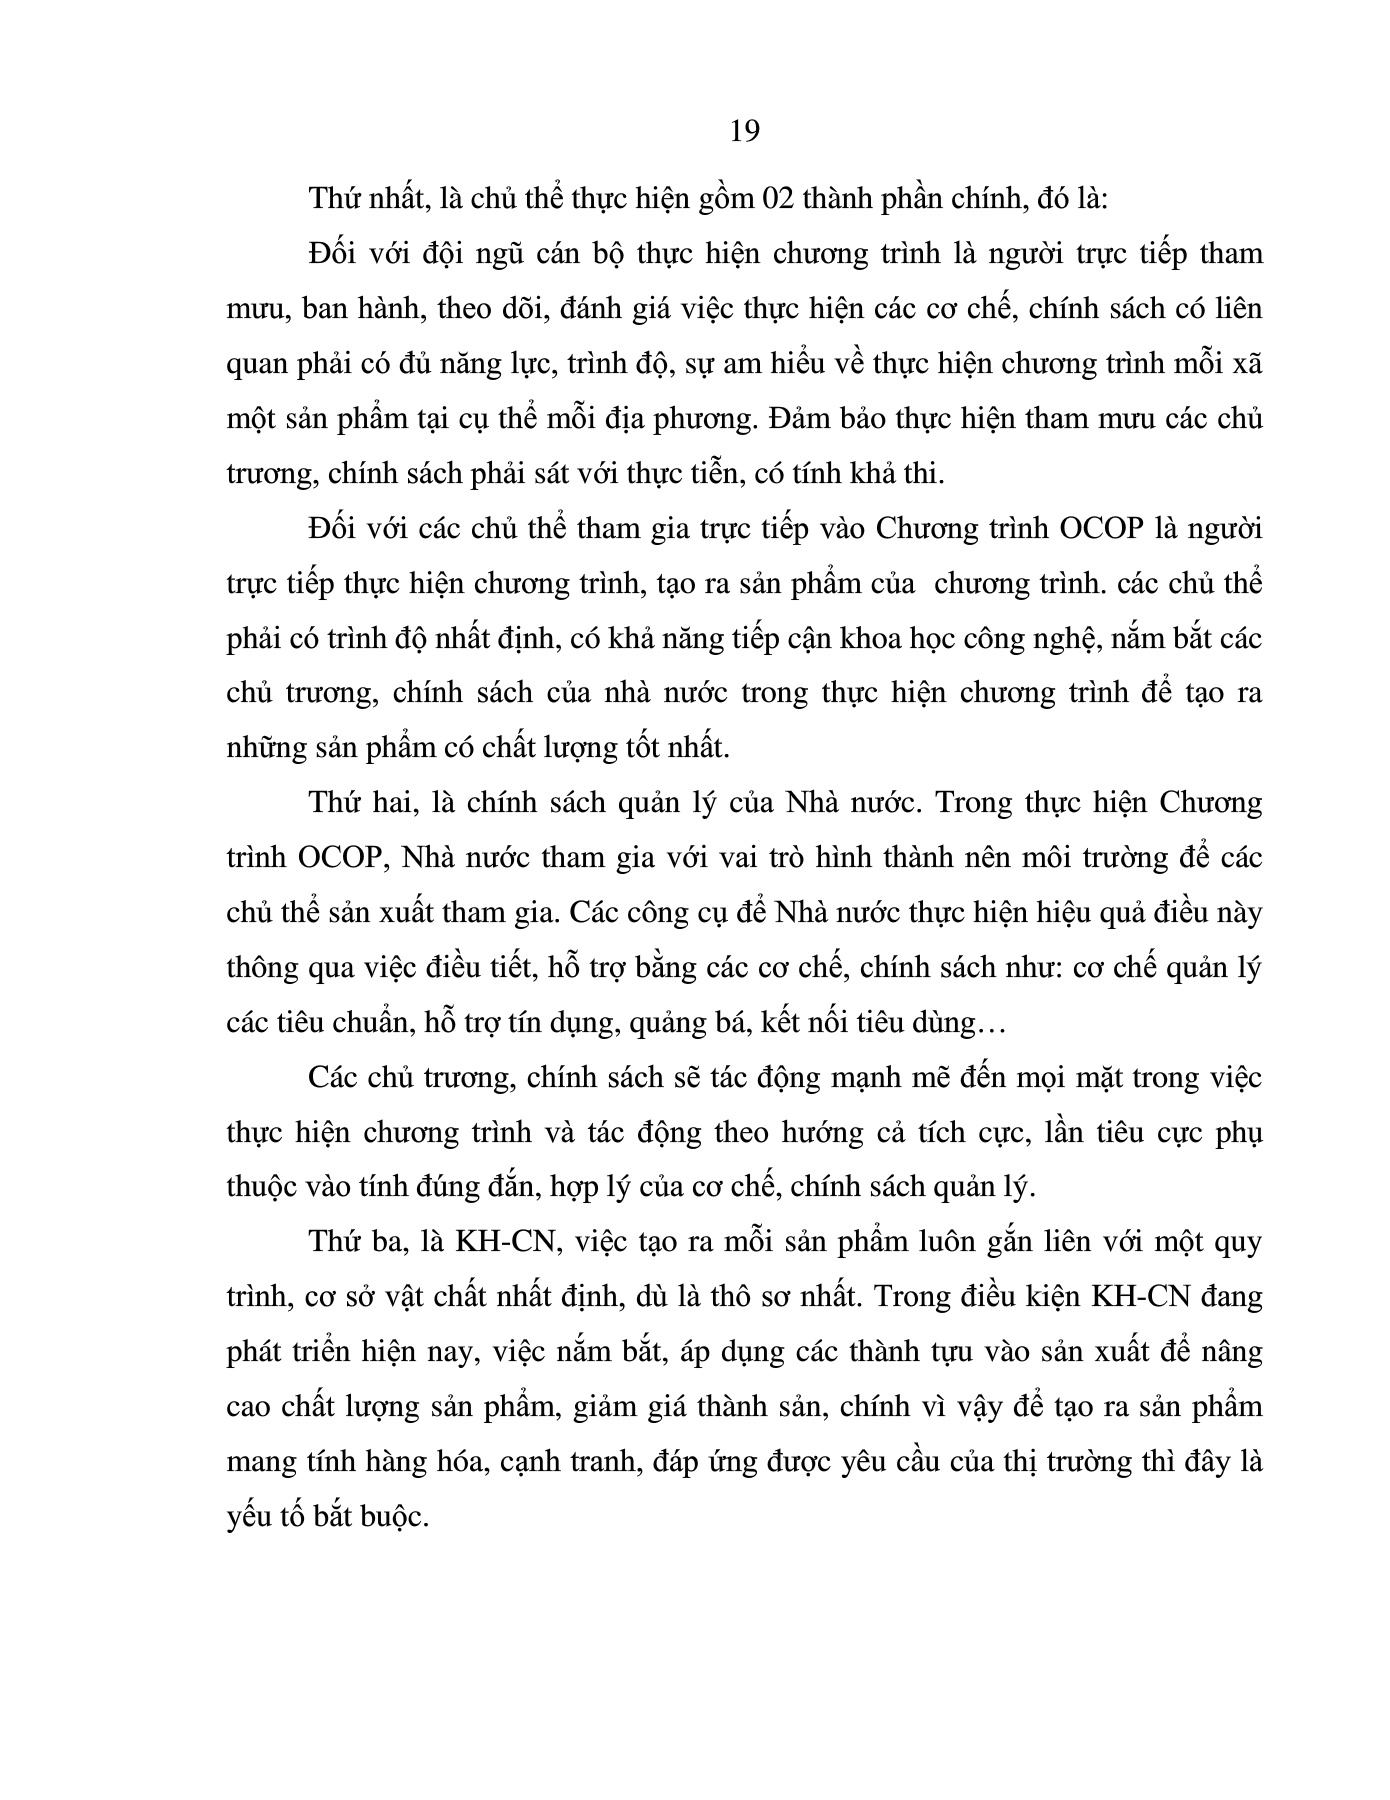 19
Thứ nhất, là chủ thể thực hiện gồm 02 thành phần chính, đó là:
Đối với đội ngũ cán bộ thực hiện chương trình là người trực tiếp tham
mưu, ban hành, theo dõi, đánh giá việc thực hiện các cơ chế, chính sách có liên
quan phải có đủ năng lực, trình độ, sự am hiểu về thực hiện chương trình mỗi xã
một sản phẩm tại cụ thể mỗi địa phương. Đảm bảo thực hiện tham mưu các chủ
trương, chính sách phải sát với thực tiễn, có tính khả thi.
Đối với các chủ thể tham gia trực tiếp vào Chương trình OCOP là người
trực tiếp thực hiện chương trình, tạo ra sản phẩm của  chương trình. các chủ thể
phải có trình độ nhất định, có khả năng tiếp cận khoa học công nghệ, nắm bắt các
chủ trương, chính sách của nhà nước trong thực hiện chương trình để tạo ra
những sản phẩm có chất lượng tốt nhất.
Thứ hai, là chính sách quản lý của Nhà nước. Trong thực hiện Chương
trình OCOP, Nhà nước tham gia với vai trò hình thành nên môi trường để các
chủ thể sản xuất tham gia. Các công cụ để Nhà nước thực hiện hiệu quả điều này
thông qua việc điều tiết, hỗ trợ bằng các cơ chế, chính sách như: cơ chế quản lý
các tiêu chuẩn, hỗ trợ tín dụng, quảng bá, kết nối tiêu dùng…
Các chủ trương, chính sách sẽ tác động mạnh mẽ đến mọi mặt trong việc
thực hiện chương trình và tác động theo hướng cả tích cực, lần tiêu cực phụ
thuộc vào tính đúng đắn, hợp lý của cơ chế, chính sách quản lý.
Thứ ba, là KH-CN, việc tạo ra mỗi sản phẩm luôn gắn liên với một quy
trình, cơ sở vật chất nhất định, dù là thô sơ nhất. Trong điều kiện KH-CN đang
phát triển hiện nay, việc nắm bắt, áp dụng các thành tựu vào sản xuất để nâng
cao chất lượng sản phẩm, giảm giá thành sản, chính vì vậy để tạo ra sản phẩm
mang tính hàng hóa, cạnh tranh, đáp ứng được yêu cầu của thị trường thì đây là
yếu tố bắt buộc.